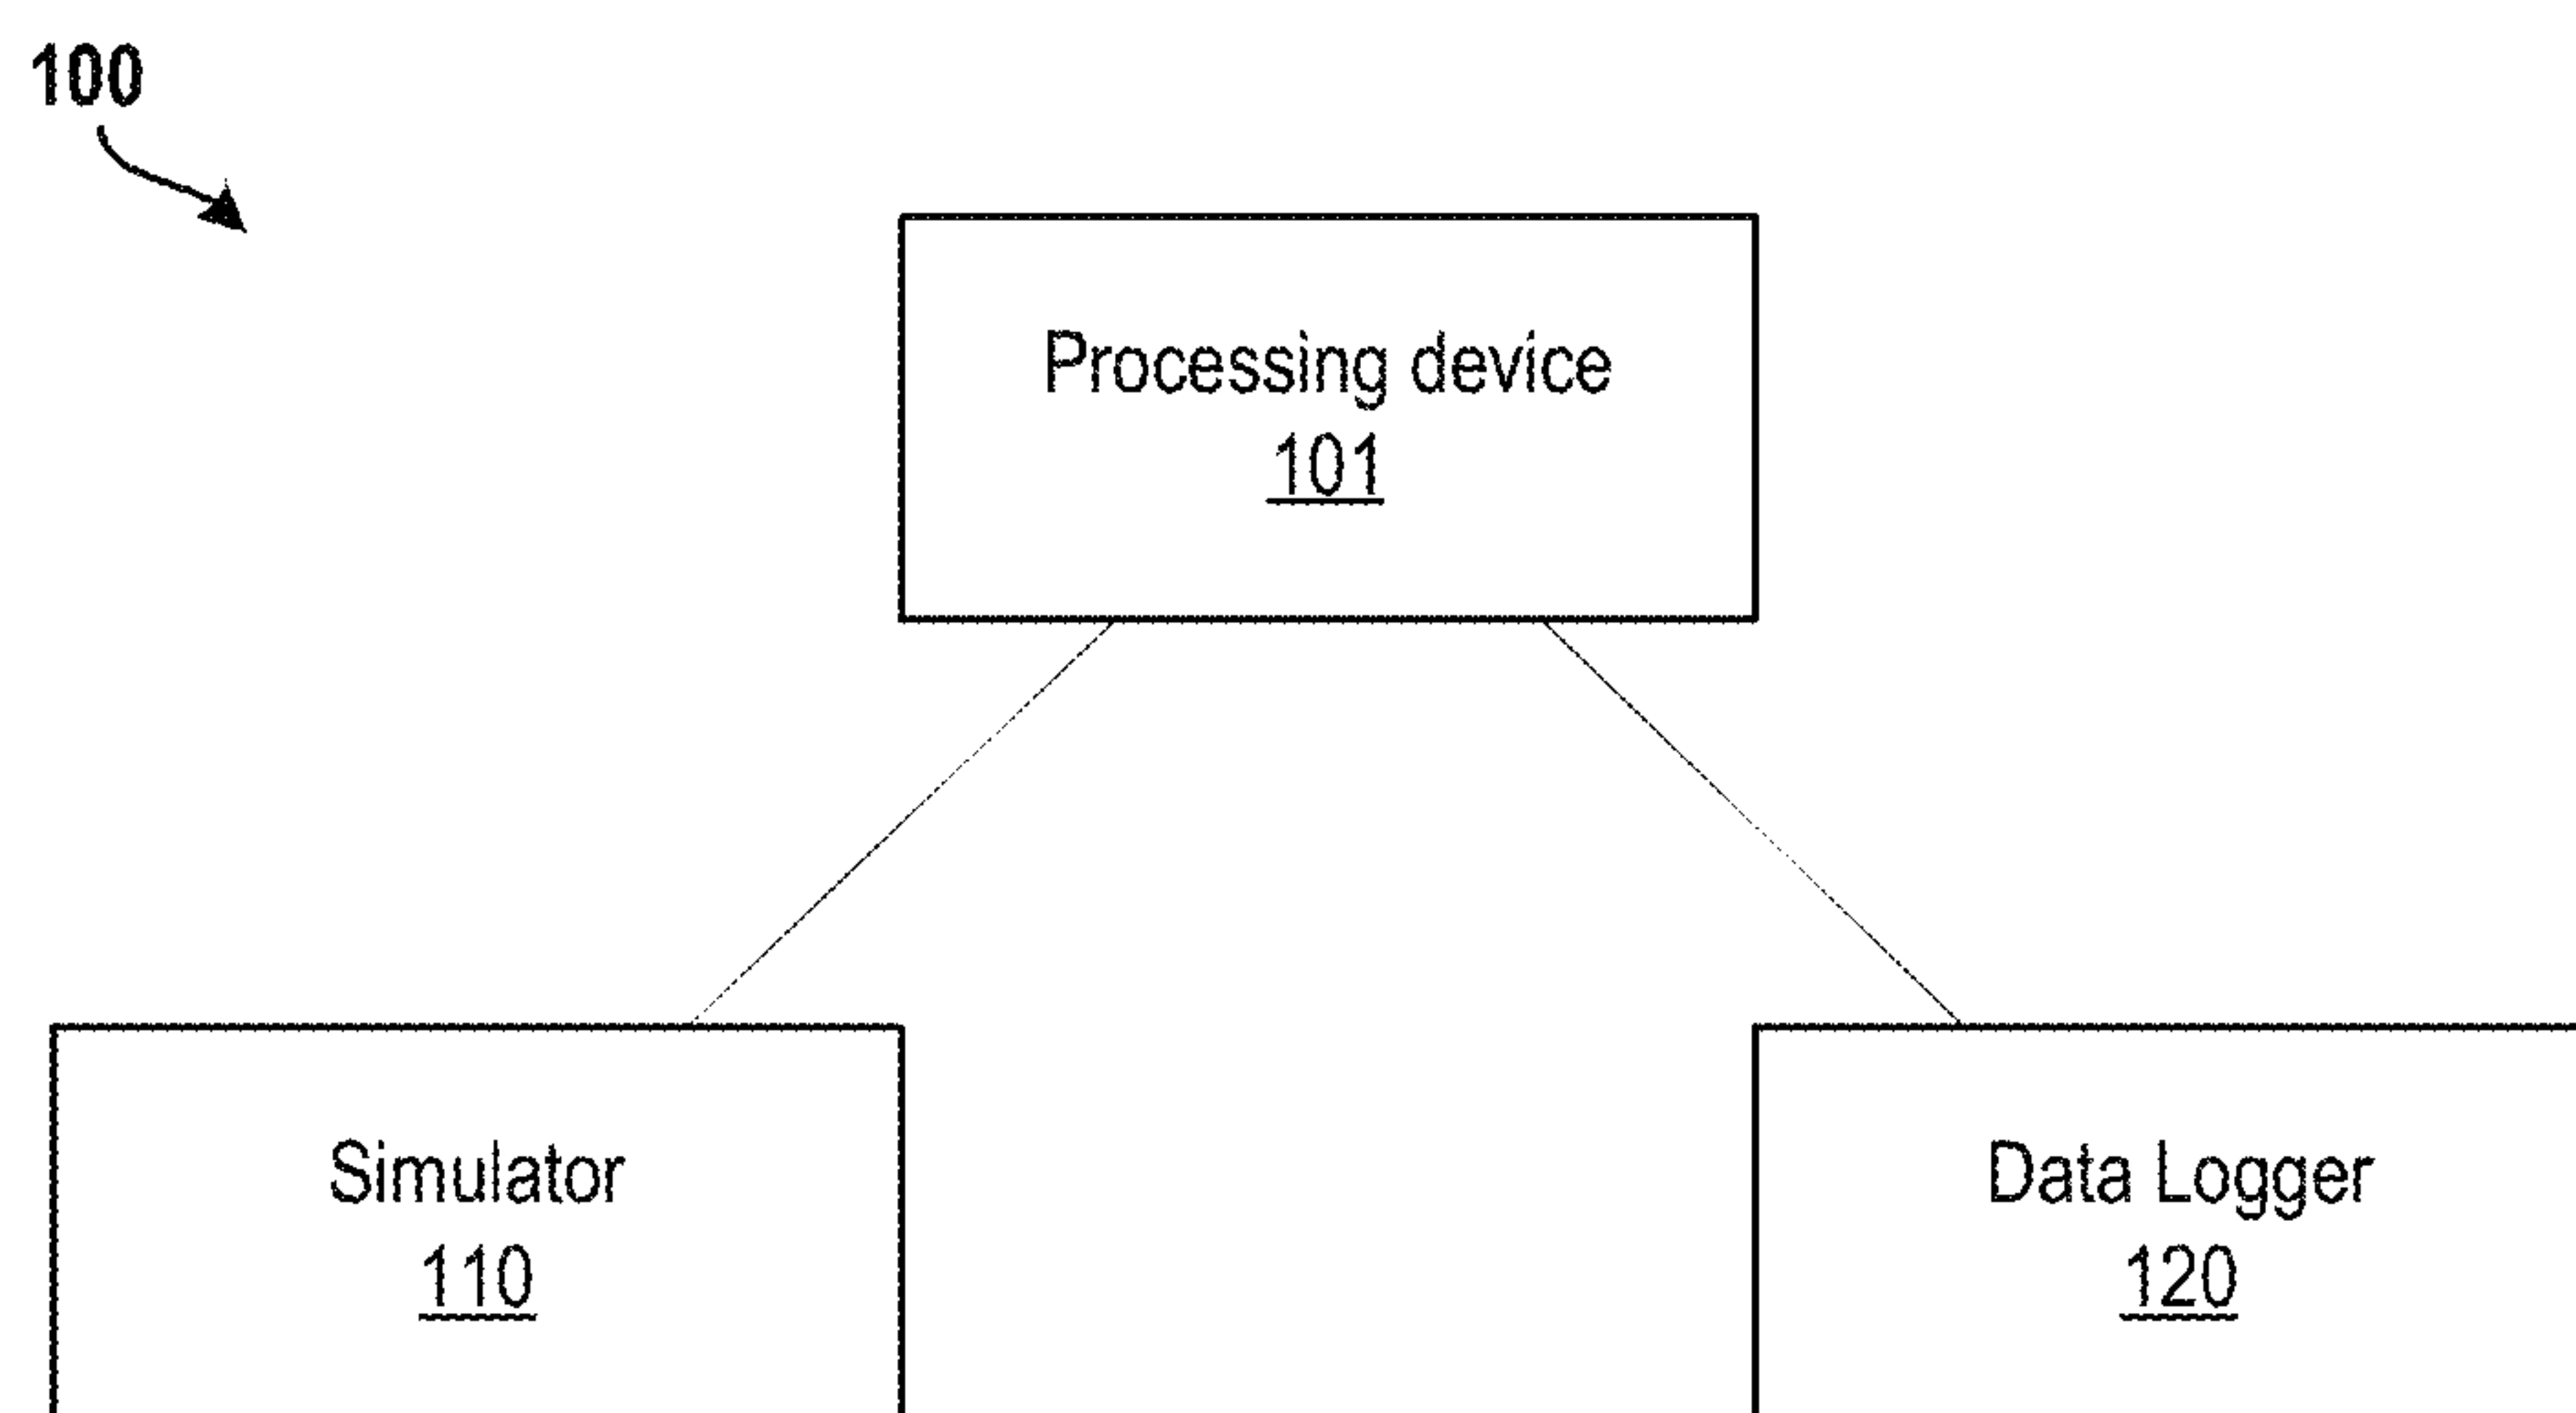 100
Processing device
101
Simulator
110
Data Logger
120